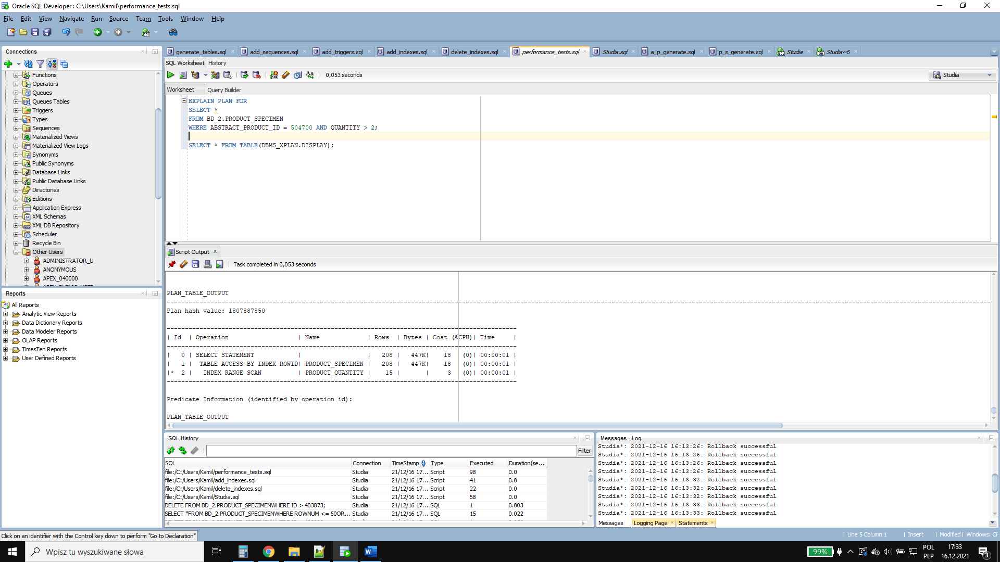 Oracle SQL Developer : C:\Users\Kamil\performance_tests.sql
File Edit View Navigate Run Source Team Tools Window Help
Connections
Functions
Operators
Queues
Queues Tables
Triggers
Types
Sequences
Materialized Views
Materialized View Logs
Synonyms
Public Synonyms
Database Links
Public Database Links
Directories
Editions
Application Express
XML Schemas
XML DB Repository
Scheduler
Recycle Bin
Other Users
ADMINISTRATOR_U
ANONYMOUS
APEX_040000
Reports
All Reports
Analytic View Reports
Data Dictionary Reports
Data Modeler Reports
OLAP Reports
TimesTen Reports
User Defined Reports
generate_tables.sql add_sequences.sql add_triggers.sql add_indexes.sql delete_indexes.sql performance_tests.sql Studia.sql a_p_generate.sql p_s_generate.sql Studia Studia~6
SQL Worksheet History
0,053 seconds
Studia
Worksheet Query Builder
EXPLAIN PLAN FOR
SELECT *
FROM BD_2.PRODUCT_SPECIMEN
WHERE ABSTRACT_PRODUCT_ID = 504700 AND QUANTITY > 2;
SELECT * FROM TABLE(DBMS_XPLAN.DISPLAY);
Script Output
Task completed in 0,053 seconds
PLAN_TABLE_OUTPUT
Plan hash value: 1807887850
| Id | Operation | Name | Rows | Bytes | Cost (%CPU)| Time |
| 0 | SELECT STATEMENT | | 208 | 447K| 18 (0)| 00:00:01 |
| 1 | TABLE ACCESS BY INDEX ROWID| PRODUCT_SPECIMEN | 208 | 447K| 18 (0)| 00:00:01 |
|* 2 | INDEX RANGE SCAN | PRODUCT_QUANTITY | 15 | | 3 (0)| 00:00:01 |
Predicate Information (identified by operation id):
PLAN_TABLE_OUTPUT
SQL History
Filter
SQL Connection TimeStamp Type Executed Duration(se...
file:/C:/Users/Kamil/performance_tests.sql Studia 21/12/16 17... Script 98 0.0
file:/C:/Users/Kamil/add_indexes.sql Studia 21/12/16 17... Script 41 0.0
file:/C:/Users/Kamil/delete_indexes.sql Studia 21/12/16 17... Script 22 0.0
file:/C:/Users/Kamil/Studia.sql Studia 21/12/16 17... Script 58 0.0
DELETE FROM BD_2.PRODUCT_SPECIMENWHERE ID > 403873; Studia 21/12/16 17... SQL 1 0.003
SELECT *FROM BD_2.PRODUCT_SPECIMENWHERE ROWNUM <= 50OR... Studia 21/12/16 17... SQL 15 0.022
Messages - Log
Studia*: 2021-12-16 16:13:26: Rollback successful
Studia*: 2021-12-16 16:13:26: Rollback successful
Studia*: 2021-12-16 16:13:26: Rollback successful
Studia*: 2021-12-16 16:13:26: Rollback successful
Studia*: 2021-12-16 16:13:32: Rollback successful
Studia*: 2021-12-16 16:13:32: Rollback successful
Studia*: 2021-12-16 16:13:32: Rollback successful
Studia*: 2021-12-16 16:13:33: Rollback successful
Studia*: 2021-12-16 16:13:33: Rollback successful
Messages Logging Page Statements
Click on an identifier with the Control key down to perform "Go to Declaration"
Line 5 Column 1 Insert Modified Windows: CF
Wpisz tu wyszukiwane słowa
99%
POL
PLP
17:33
16.12.2021
3